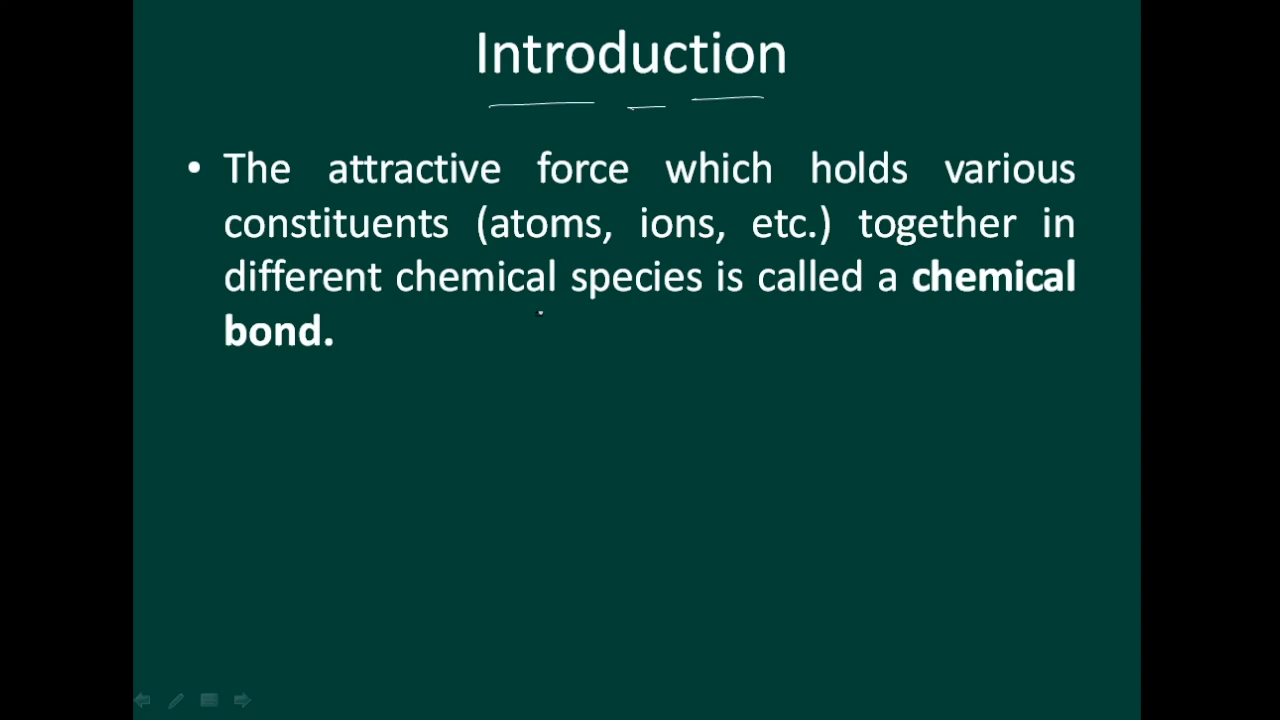 Introduction
• The attractive force which holds various
constituents (atoms, ions, etc.) together in
different chemical species is called a chemical
bond.